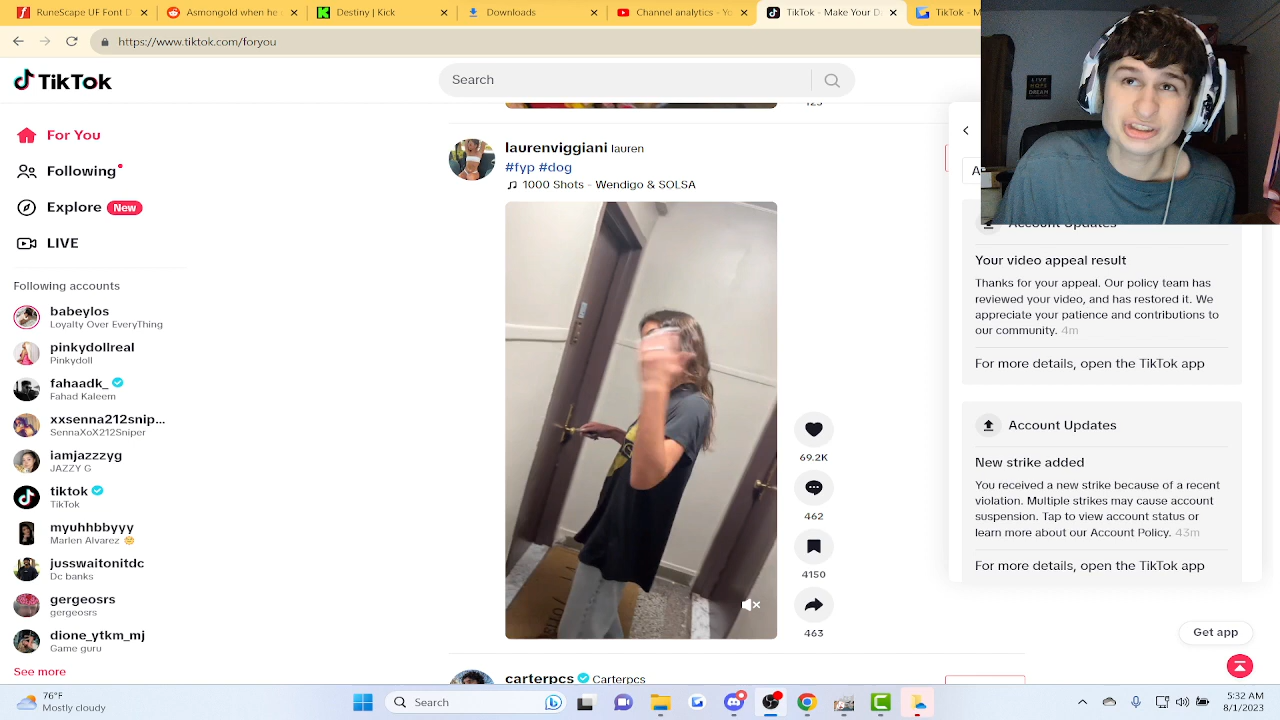 RuneScape UF Font D
Asmongold when he
Destiny | Kick
Downloads
Channel analytics - Yo
TikTok - Make Your D
TikTok - M
https://www.tiktok.com/foryou
TikTok
Search
For You
Following
Explore New
LIVE
Following accounts
babeylos
Loyalty Over EveryThing
pinkydollreal
Pinkydoll
fahaadk_
Fahad Kaleem
xxsenna212snip...
SennaXoX212Sniper
iamjazzzyg
JAZZY G
tiktok
TikTok
myuhhbbyyy
Marlen Alvarez
jusswaitonitdc
Dc banks
gergeosrs
gergeosrs
dione_ytkm_mj
Game guru
See more
laurenviggiani lauren
#fyp #dog
1000 Shots - Wendigo & SOLSA
69.2K
462
4150
463
carterpcs Carterpcs
LIVE
HOPE
DREAM
Account Updates
Your video appeal result
Thanks for your appeal. Our policy team has
reviewed your video, and has restored it. We
appreciate your patience and contributions to
our community. 4m
For more details, open the TikTok app
Account Updates
New strike added
You received a new strike because of a recent
violation. Multiple strikes may cause account
suspension. Tap to view account status or
learn more about our Account Policy. 43m
For more details, open the TikTok app
Get app
76°F
Mostly cloudy
Search
5:32 AM
8/1/2023